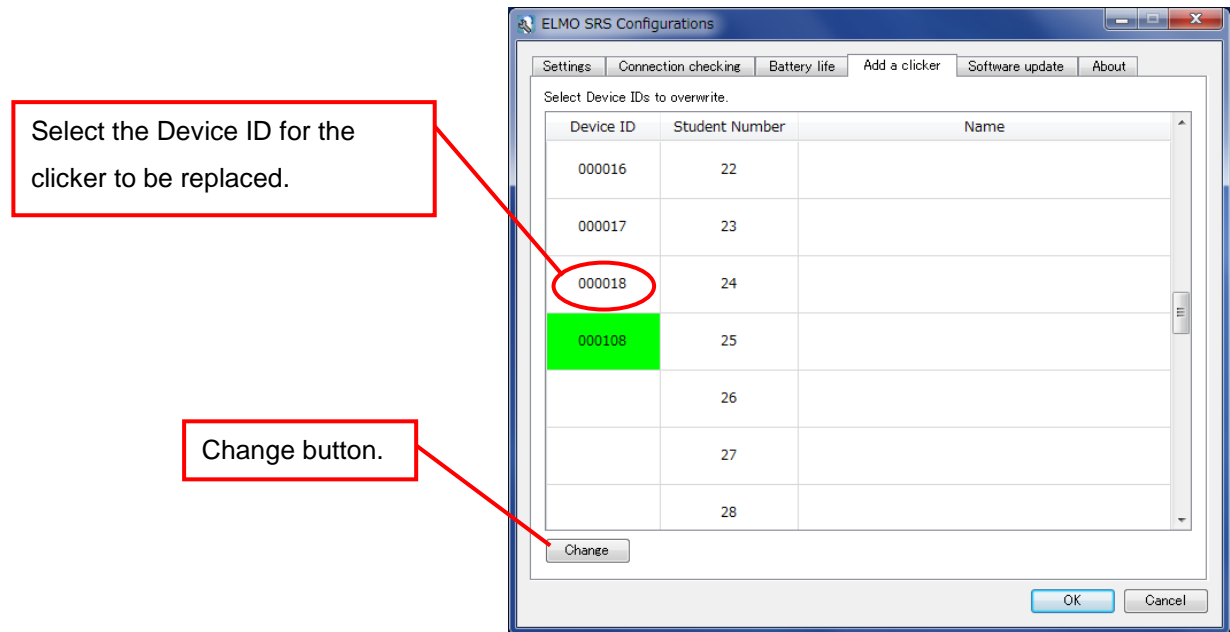 ELMO SRS Configurations
Settings Connection checking Battery life Add a clicker Software update About
Select Device IDs to overwrite.
Device ID Student Number Name
000016 22
000017 23
000018 24
000108 25
26
27
28
Change
OK Cancel
Select the Device ID for the
clicker to be replaced.
Change button.